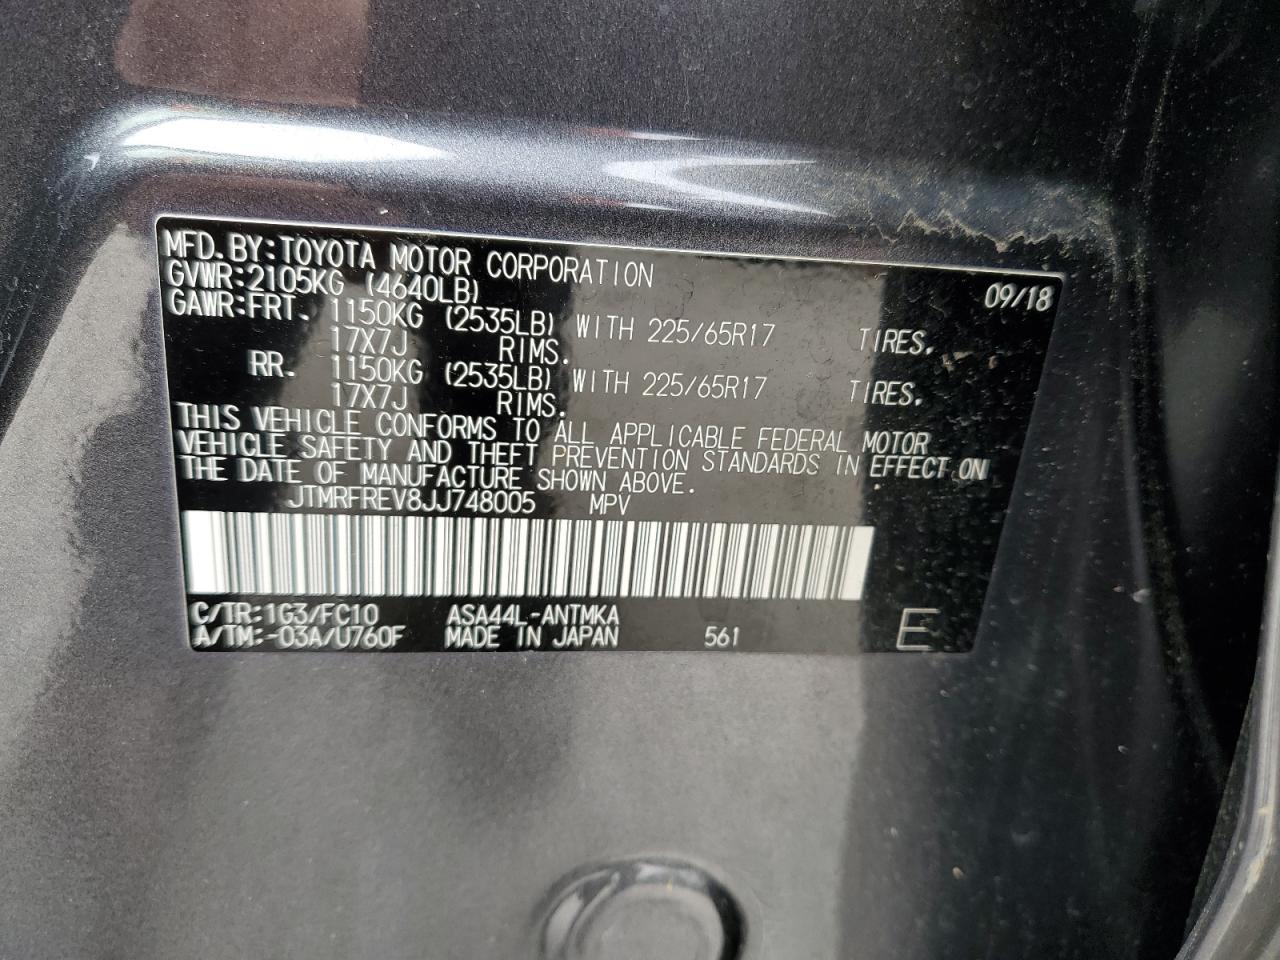 MFD.BY:TOYOTA MOTOR CORPORATION
GVWR:2105KG (4640LB) 09/18
GAWR:FRT. 1150KG (2535LB) WITH 225/65R17 TIRES.
17X7J RIMS.
RR. 1150KG (2535LB) WITH 225/65R17 TIRES.
17X7J RIMS.
THIS VEHICLE CONFORMS TO ALL APPLICABLE FEDERAL MOTOR
VEHICLE SAFETY AND THEFT PREVENTION STANDARDS IN EFFECT ON
THE DATE OF MANUFACTURE SHOWN ABOVE.
JTMRFREV8JJ748005 MPV
C/TR:1G3/FC10 ASA44L-ANTMKA
A/TM:-03A/U760F MADE IN JAPAN 561 E